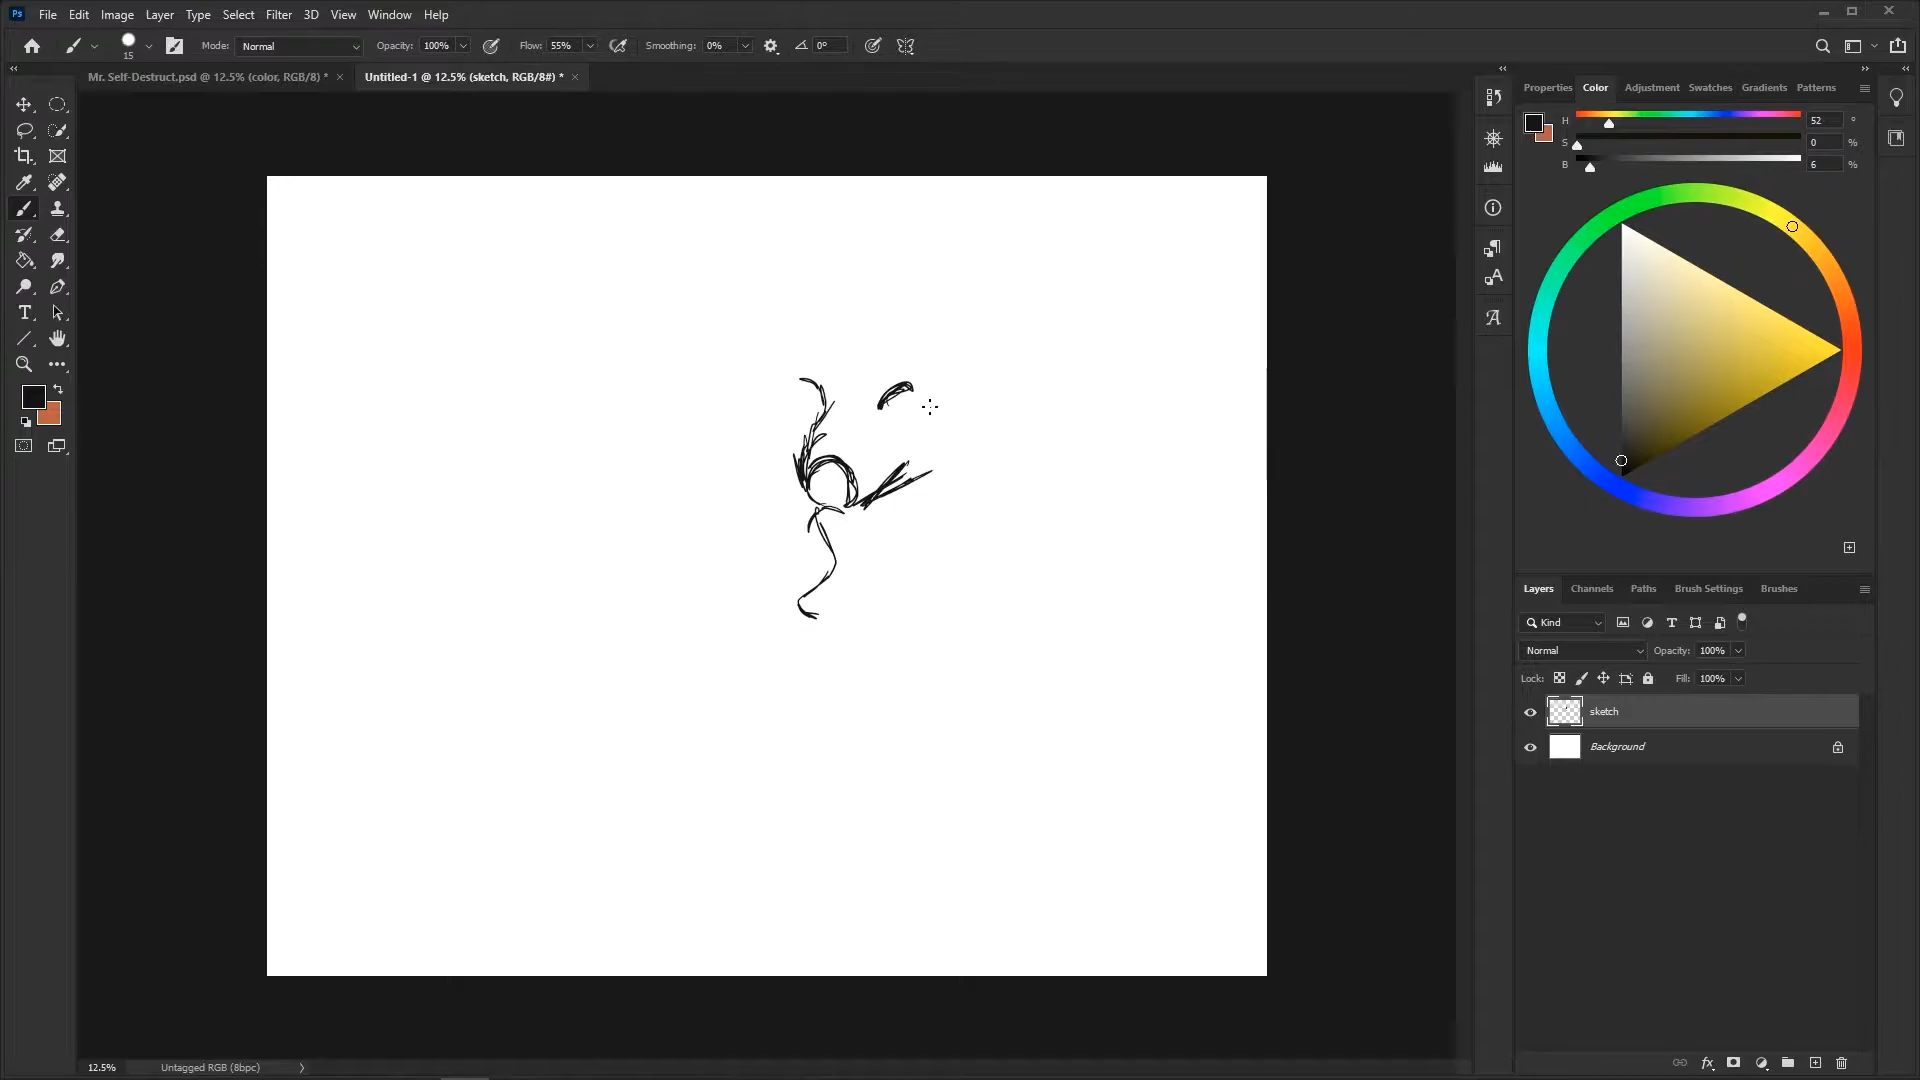 Ps File Edit Image Layer Type Select Filter 3D View Window Help
15 Mode: Normal Opacity: 100% Flow: 55% Smoothing: 0% 0°
Mr. Self-Destruct.psd @ 12.5% (color, RGB/8) * Untitled-1 @ 12.5% (sketch, RGB/8#) *
Properties Color Adjustment Swatches Gradients Patterns
H 52 °
S 0 %
B 6 %
Layers Channels Paths Brush Settings Brushes
Kind
Normal Opacity: 100%
Lock: Fill: 100%
sketch
Background
fx
12.5% Untagged RGB (8bpc)